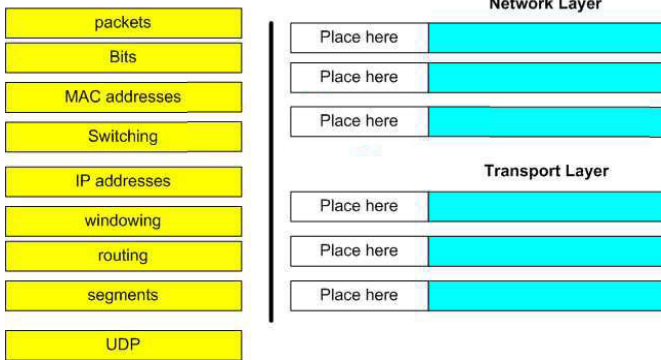 packets
Bits
MAC addresses
Switching
IP addresses
windowing
routing
segments
UDP
Network Layer
Place here
Place here
Place here
Transport Layer
Place here
Place here
Place here